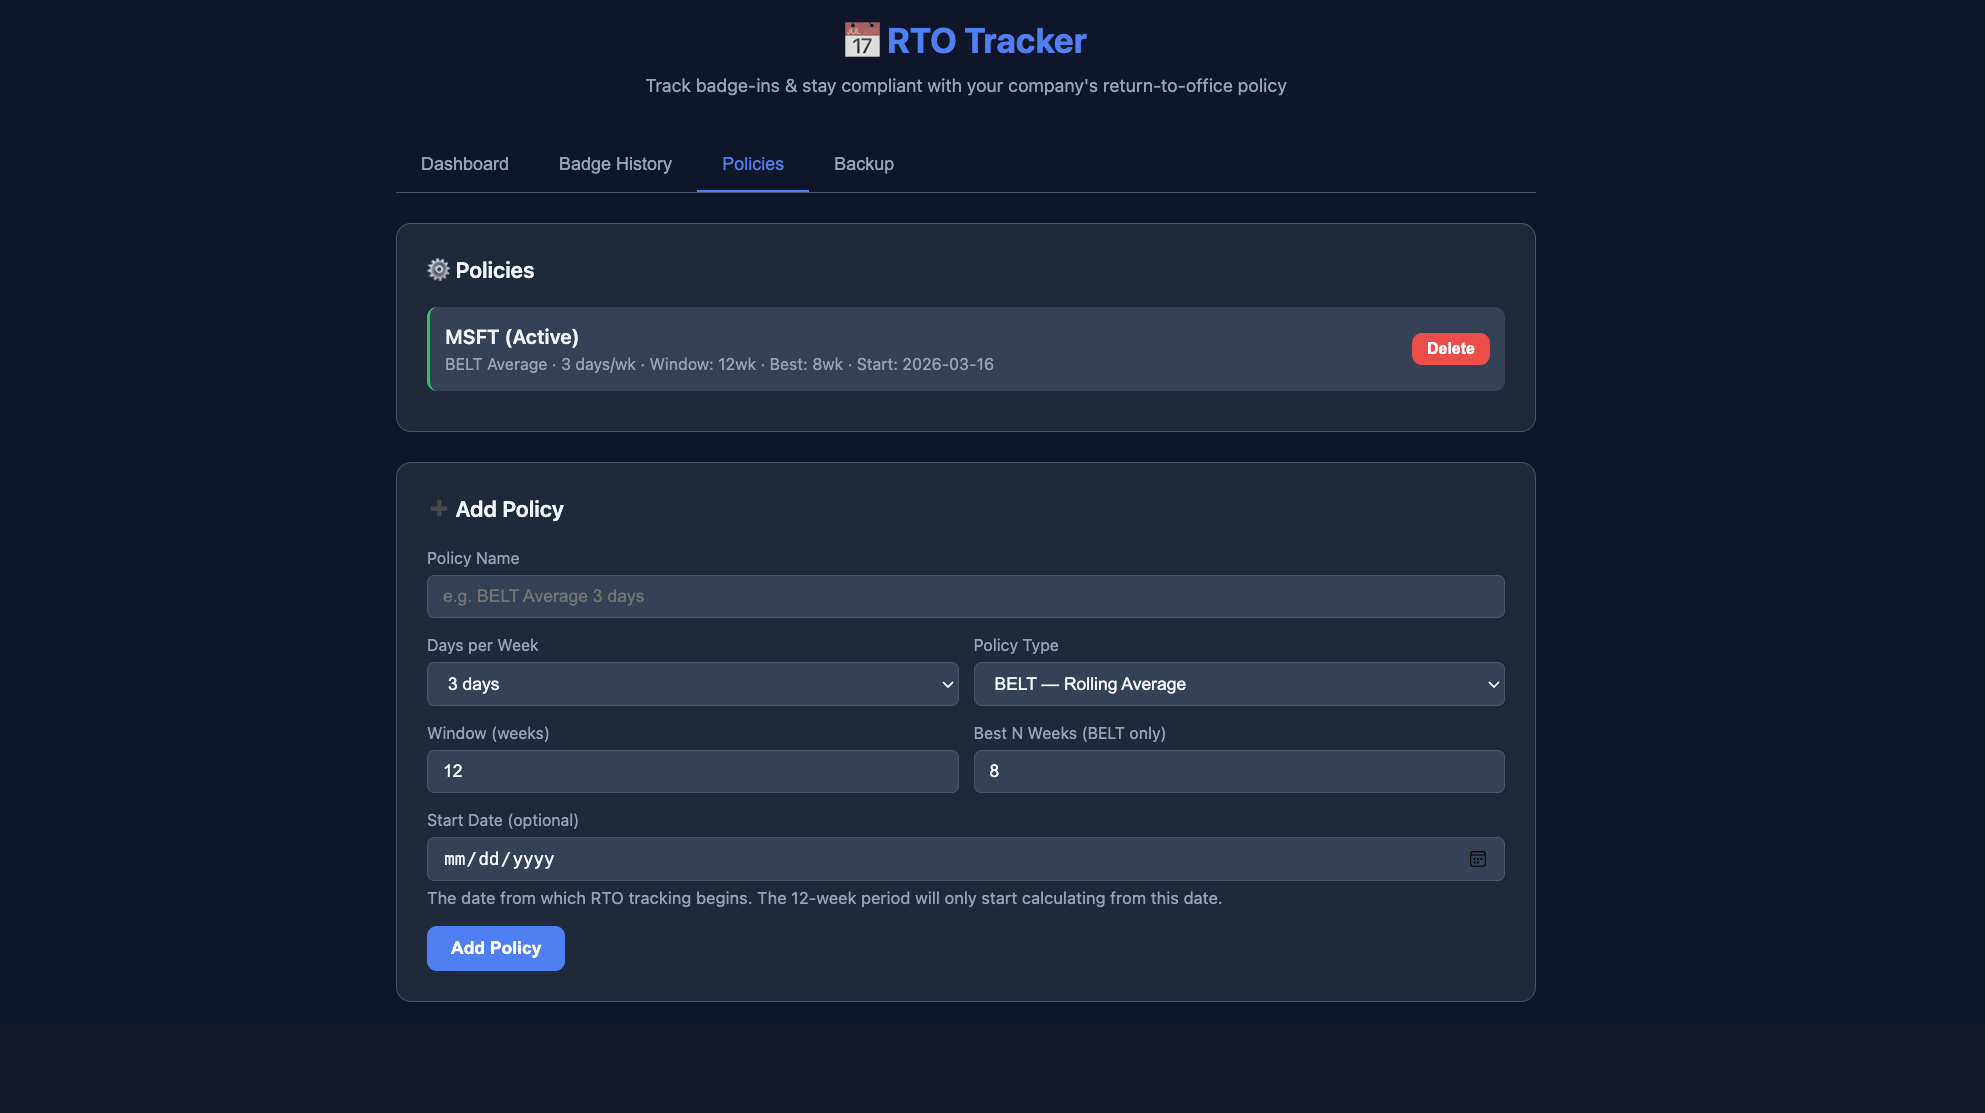 JUL
17
RTO Tracker
Track badge-ins & stay compliant with your company's return-to-office policy
Dashboard
Badge History
Policies
Backup
Policies
MSFT (Active)
BELT Average · 3 days/wk · Window: 12wk · Best: 8wk · Start: 2026-03-16
Delete
Add Policy
Policy Name
e.g. BELT Average 3 days
Days per Week
Policy Type
3 days
BELT — Rolling Average
Window (weeks)
Best N Weeks (BELT only)
12
8
Start Date (optional)
mm/dd/yyyy
The date from which RTO tracking begins. The 12-week period will only start calculating from this date.
Add Policy